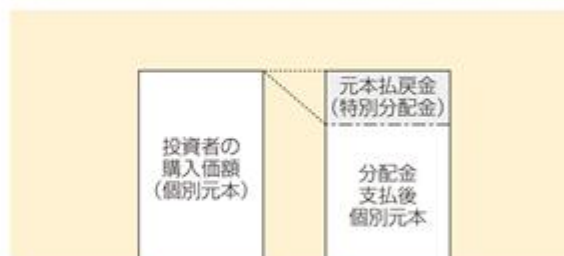 投資者の
購入価額
（個別元本）
元本払戻金
（特別分配金）
分配金
支払後
個別元本